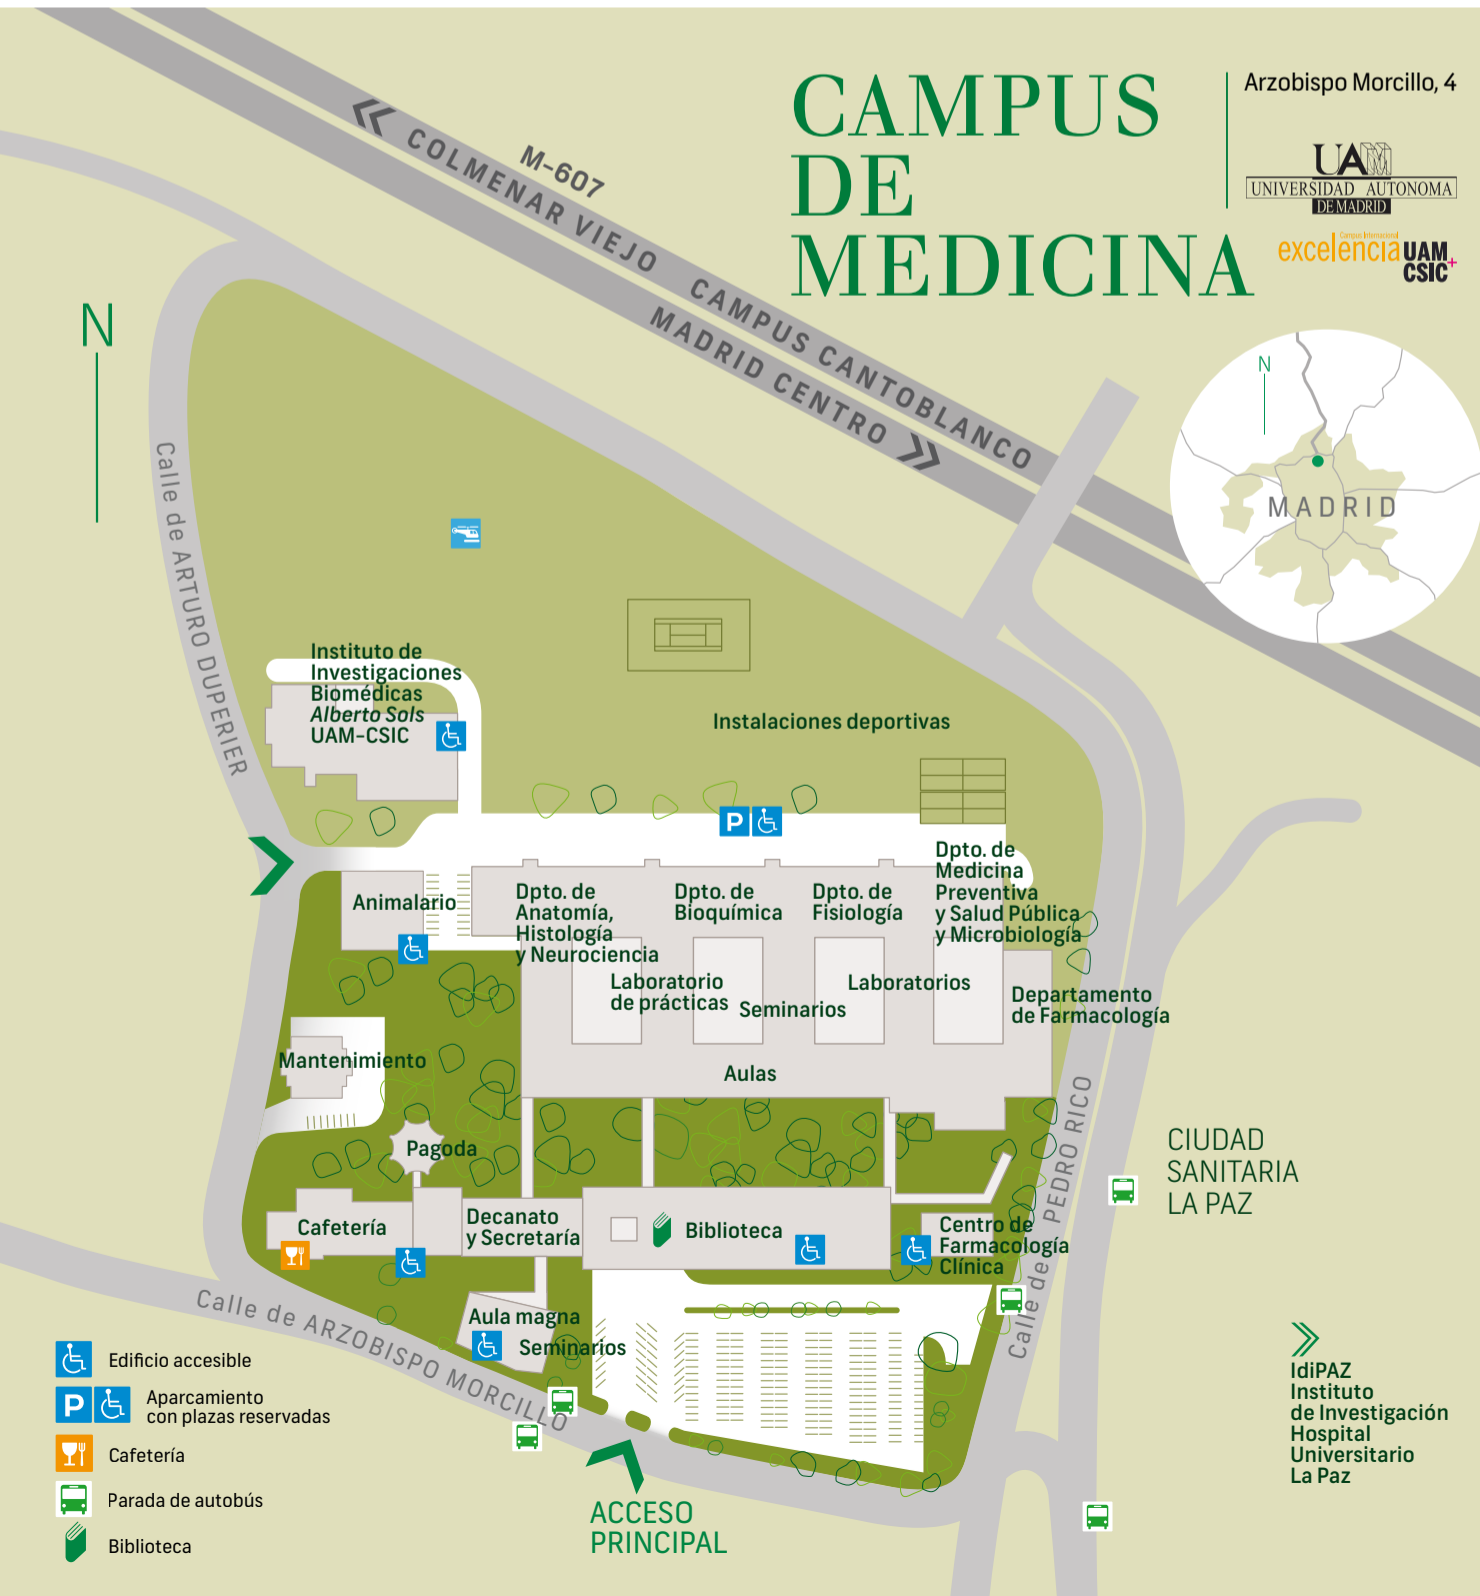 CAMPUS
DE
MEDICINA
Arzobispo Morcillo, 4
UAM
UNIVERSIDAD AUTONOMA
DE MADRID
Campus Internacional
excelencia UAM
CSIC+
M-607
COLMENAR VIEJO CAMPUS CANTOBLANCO
MADRID CENTRO
N
N
MADRID
Calle de ARTURO DUPERIER
Instituto de
Investigaciones
Biomédicas
Alberto Sols
UAM-CSIC
Instalaciones deportivas
P
Animalario
Dpto. de
Anatomía,
Histología
y Neurociencia
Dpto. de
Bioquímica
Dpto. de
Fisiología
Dpto. de
Medicina
Preventiva
y Salud Pública
y Microbiología
Laboratorio
de prácticas
Seminarios
Laboratorios
Departamento
de Farmacología
Aulas
Mantenimiento
Pagoda
Cafetería
Decanato
y Secretaría
Biblioteca
Centro de
Farmacología
Clínica
Aula magna
Seminarios
Calle de PEDRO RICO
CIUDAD
SANITARIA
LA PAZ
Calle de ARZOBISPO MORCILLO
ACCESO
PRINCIPAL
IdiPAZ
Instituto
de Investigación
Hospital
Universitario
La Paz
Edificio accesible
P
Aparcamiento
con plazas reservadas
Cafetería
Parada de autobús
Biblioteca